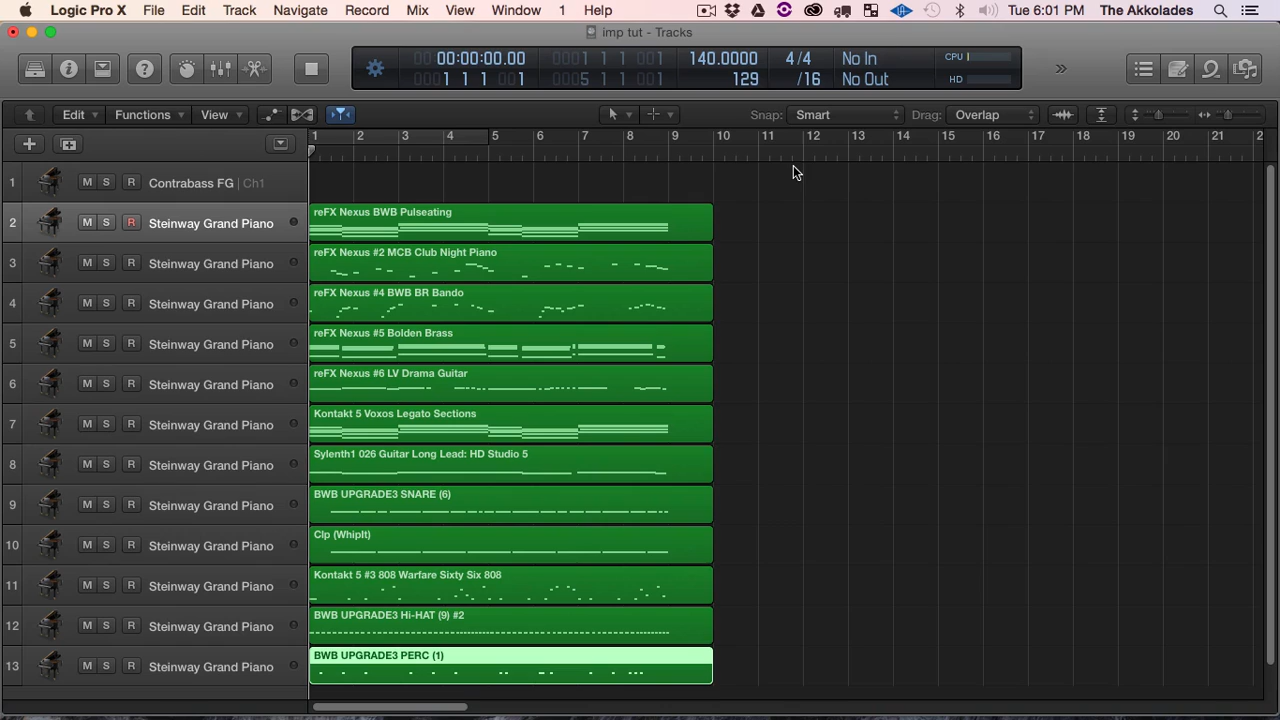 Logic Pro X File Edit Track Navigate Record Mix View Window 1 Help Tue 6:01 PM The Akkolades
imp tut - Tracks
00:00:00.00 0001 1 1 001 140.0000 4/4 No In CPU
0001 1 1 001 0005 1 1 001 129 /16 No Out HD
Edit Functions View Snap: Smart Drag: Overlap
1 2 3 4 5 6 7 8 9 10 11 12 13 14 15 16 17 18 19 20 21 2
1 M S R Contrabass FG | Ch1
2 M S R Steinway Grand Piano reFX Nexus BWB Pulseating
3 M S R Steinway Grand Piano reFX Nexus #2 MCB Club Night Piano
4 M S R Steinway Grand Piano reFX Nexus #4 BWB BR Bando
5 M S R Steinway Grand Piano reFX Nexus #5 Bolden Brass
6 M S R Steinway Grand Piano reFX Nexus #6 LV Drama Guitar
7 M S R Steinway Grand Piano Kontakt 5 Voxos Legato Sections
8 M S R Steinway Grand Piano Sylenth1 026 Guitar Long Lead: HD Studio 5
9 M S R Steinway Grand Piano BWB UPGRADE3 SNARE (6)
10 M S R Steinway Grand Piano Clp (WhipIt)
11 M S R Steinway Grand Piano Kontakt 5 #3 808 Warfare Sixty Six 808
12 M S R Steinway Grand Piano BWB UPGRADE3 Hi-HAT (9) #2
13 M S R Steinway Grand Piano BWB UPGRADE3 PERC (1)